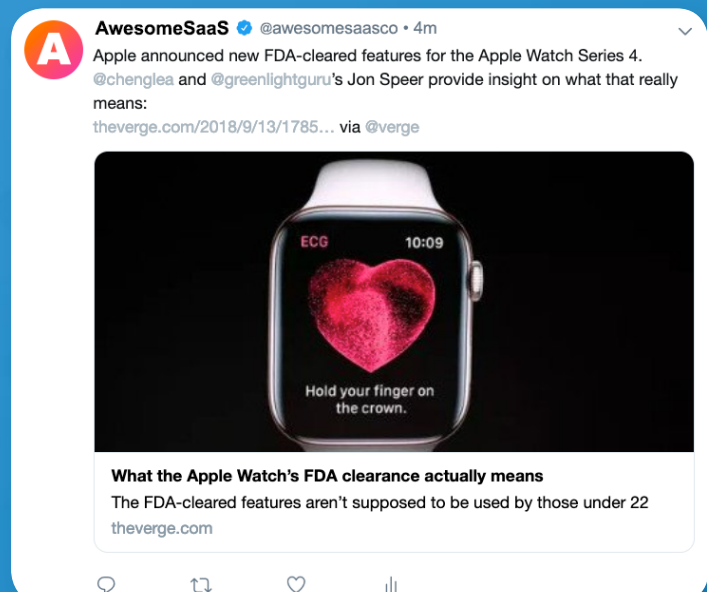 A
AwesomeSaaS @awesomesaasco • 4m
Apple announced new FDA-cleared features for the Apple Watch Series 4.
@chenglea and @greenlightguru's Jon Speer provide insight on what that really
means:
theverge.com/2018/9/13/1785… via @verge
ECG 10:09
Hold your finger on
the crown.
What the Apple Watch's FDA clearance actually means
The FDA-cleared features aren't supposed to be used by those under 22
theverge.com